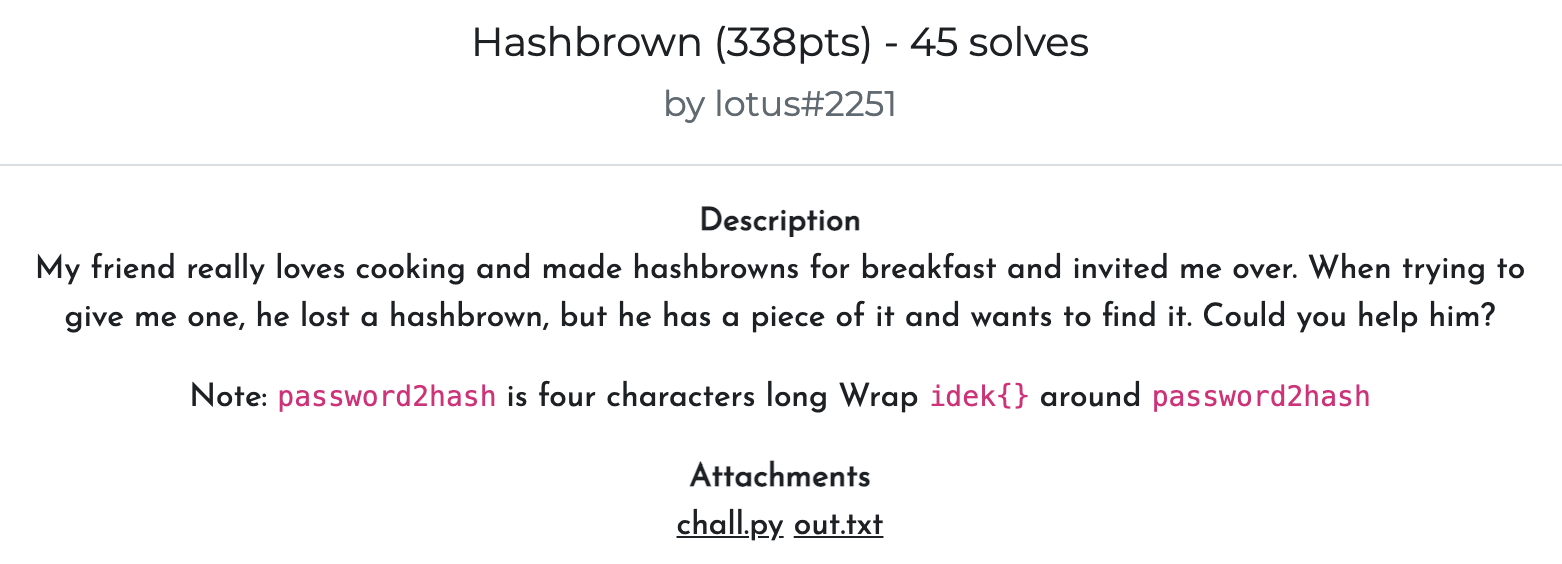 Hashbrown (338pts) - 45 solves
by lotus#2251
Description
My friend really loves cooking and made hashbrowns for breakfast and invited me over. When trying to
give me one, he lost a hashbrown, but he has a piece of it and wants to find it. Could you help him?
Note: password2hash is four characters long Wrap idek{} around password2hash
Attachments
chall.py out.txt